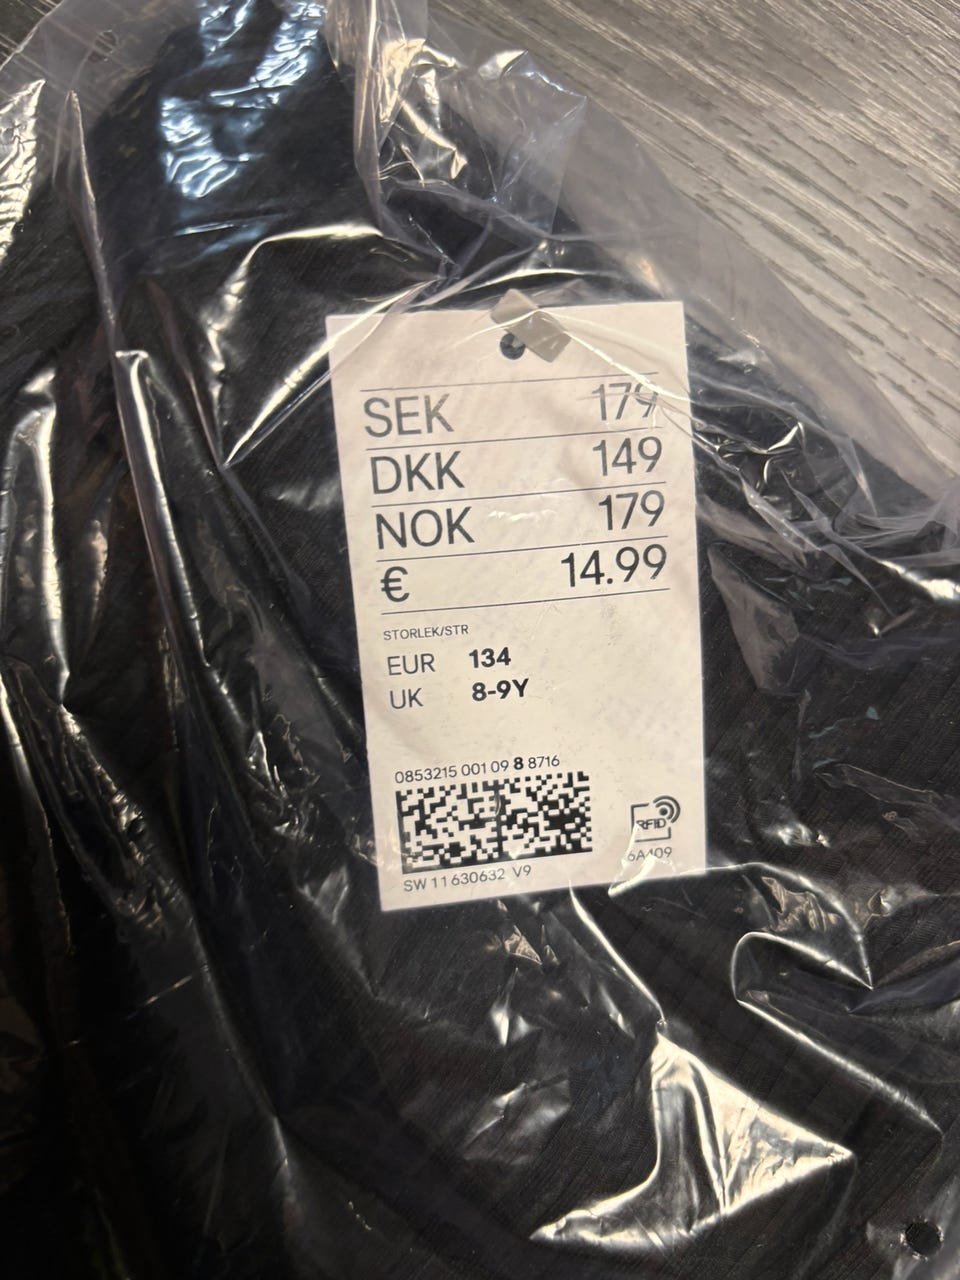 SEK 179
DKK 149
NOK 179
€ 14.99
STORLEK/STR
EUR 134
UK 8-9Y
0853215 001 09 8 8716
RFID
6A409
SW 11 630632 V9